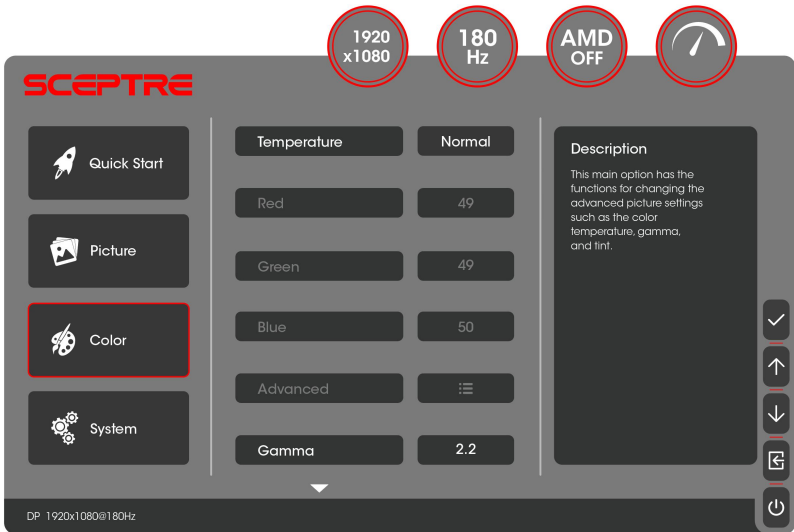 1920
x1080
180
Hz
AMD
OFF
SCEPTRE
Quick Start
Picture
Color
System
Temperature Normal
Red 49
Green 49
Blue 50
Advanced
Gamma 2.2
Description
This main option has the
functions for changing the
advanced picture settings
such as the color
temperature, gamma,
and tint.
DP 1920x1080@180Hz